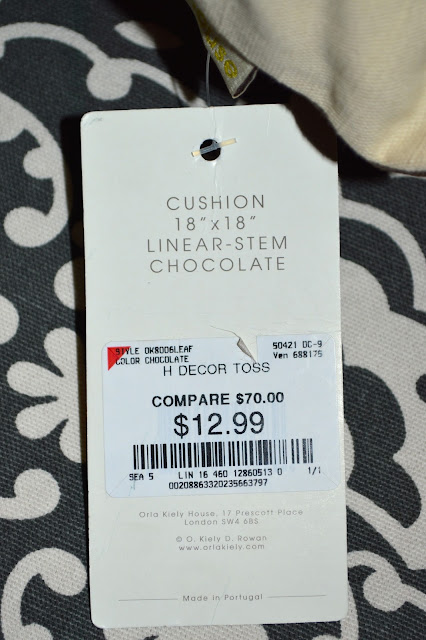 CUSHION
18"x18"
LINEAR-STEM
CHOCOLATE
STYLE OK8006LEAF
COLOR CHOCOLATE
50421 DC-9
Ven 688175
H DECOR TOSS
COMPARE $70.00
$12.99
SEA 5 LIN 16 460 12860513 0 1/1
00208863320235663797
Orla Kiely House, 17 Prescott Place
London SW4 6BS
© O. Kiely D. Rowan
www.orlakiely.com
Made in Portugal